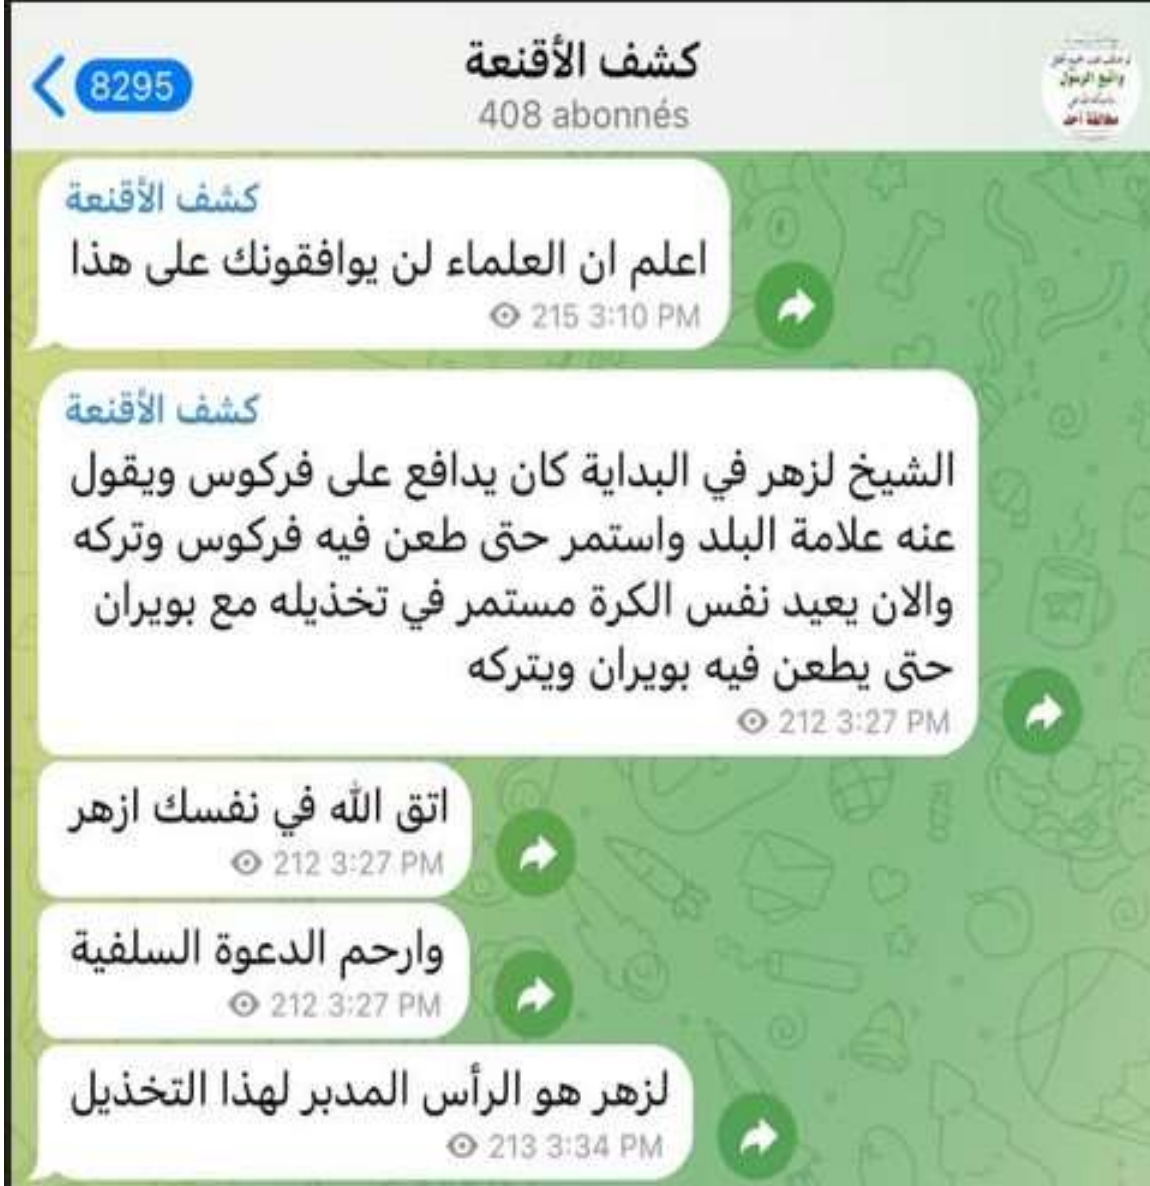 8295
كشف الأقنعة
408 abonnés
واتبع الرسول
كشف الأقنعة
اعلم ان العلماء لن يوافقونك على هذا
215 3:10 PM
كشف الأقنعة
الشيخ لزهر في البداية كان يدافع على فركوس ويقول
عنه علامة البلد واستمر حتى طعن فيه فركوس وتركه
والان يعيد نفس الكرة مستمر في تخذيله مع بويران
حتى يطعن فيه بويران ويتركه
212 3:27 PM
اتق الله في نفسك ازهر
212 3:27 PM
وارحم الدعوة السلفية
212 3:27 PM
لزهر هو الرأس المدبر لهذا التخذيل
213 3:34 PM